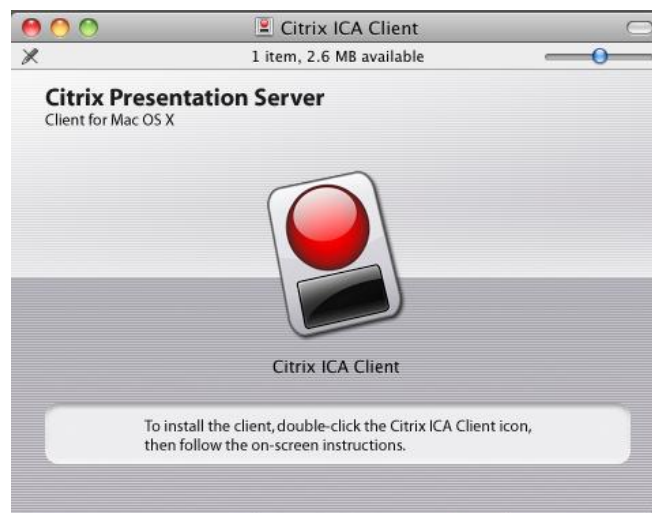 Citrix ICA Client
1 item, 2.6 MB available
Citrix Presentation Server
Client for Mac OS X
Citrix ICA Client
To install the client, double-click the Citrix ICA Client icon,
then follow the on-screen instructions.